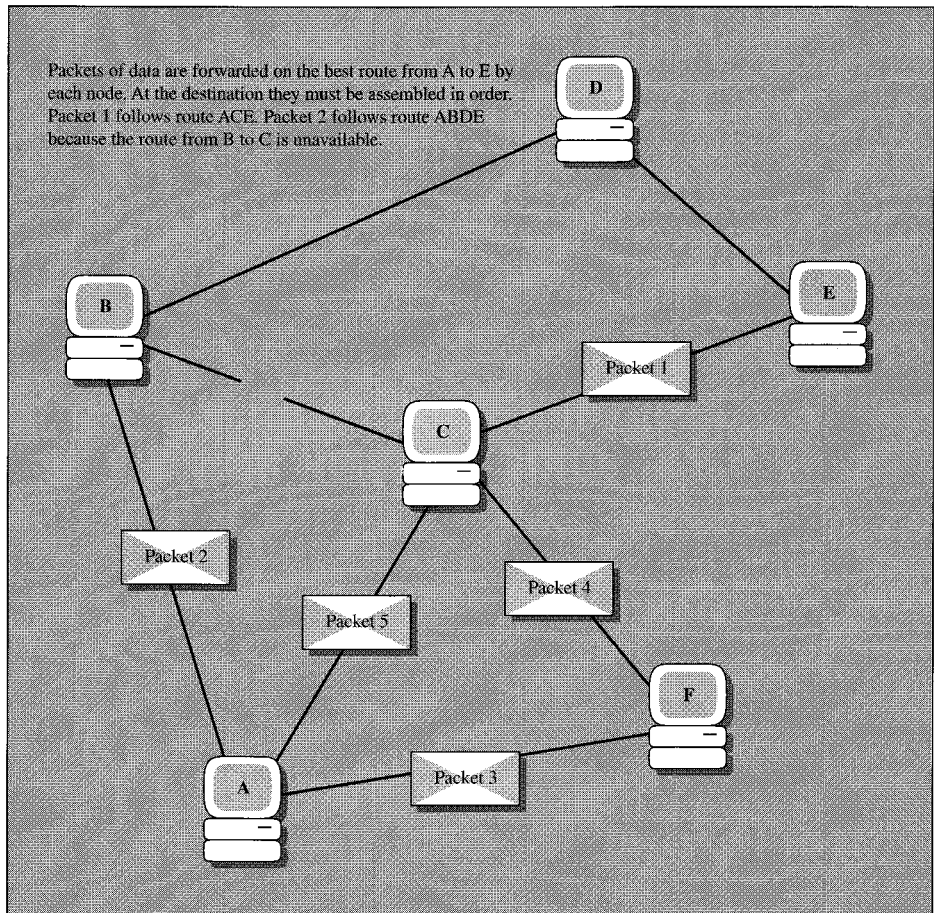 Packets of data are forwarded on the best route from A to E by
each node. At the destination they must be assembled in order.
Packet 1 follows route ACE. Packet 2 follows route ABDE
because the route from B to C is unavailable.
D
B
E
Packet 1
C
Packet 2
Packet 4
Packet 5
F
A
Packet 3